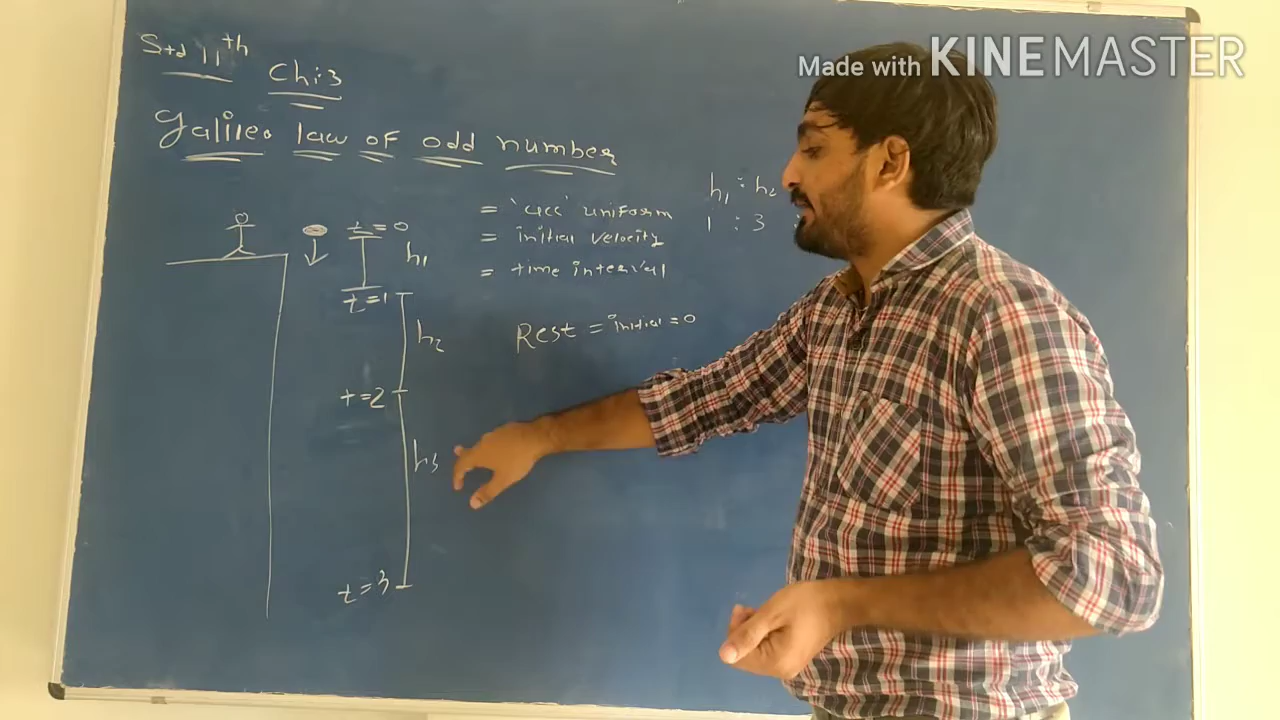 Std 11th
Ch:3
Galileo law of odd number
t=0
h1
t=1
h2
t=2
h3
t=3
= 'acc' uniform
= initial velocity
= time interval
Rest = initial = 0
h1 : h2
1 : 3
Made with KINEMASTER